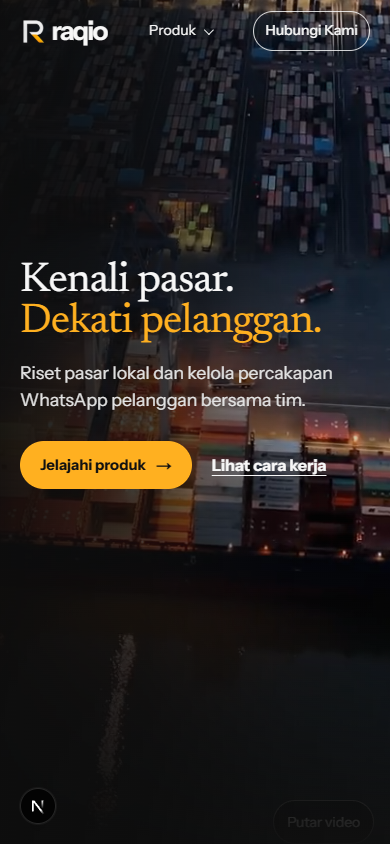 raqio
Produk
Hubungi Kami
Kenali pasar.
Dekati pelanggan.
Riset pasar lokal dan kelola percakapan
WhatsApp pelanggan bersama tim.
Jelajahi produk →
Lihat cara kerja
N
Putar video